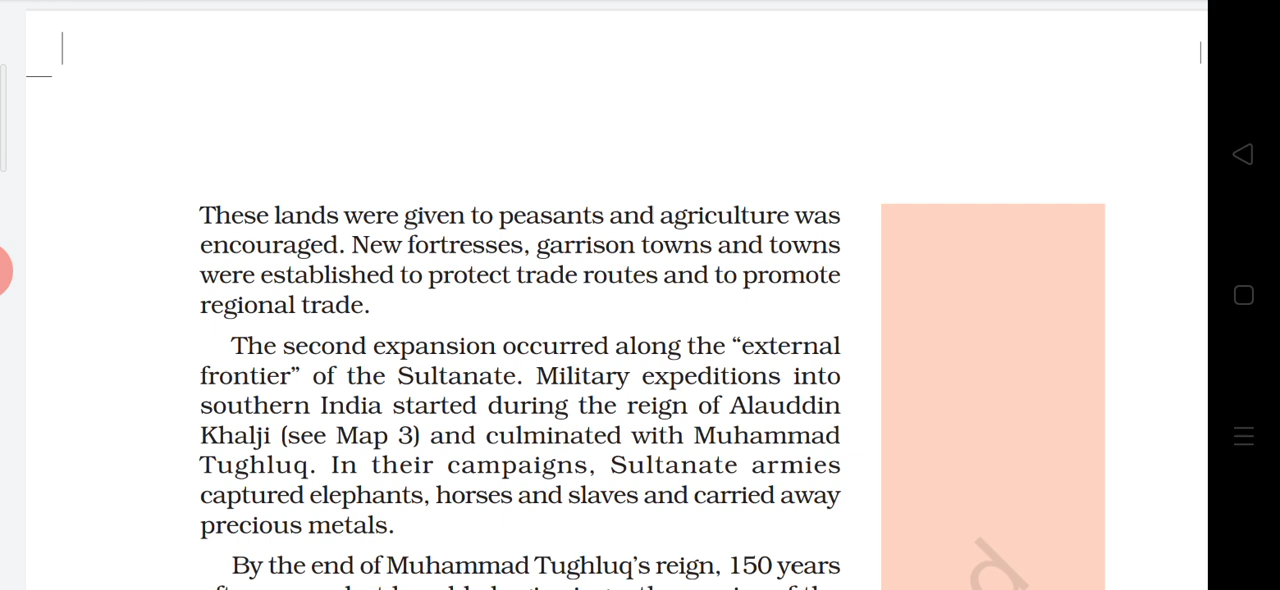 These lands were given to peasants and agriculture was
encouraged. New fortresses, garrison towns and towns
were established to protect trade routes and to promote
regional trade.
The second expansion occurred along the “external
frontier” of the Sultanate. Military expeditions into
southern India started during the reign of Alauddin
Khalji (see Map 3) and culminated with Muhammad
Tughluq. In their campaigns, Sultanate armies
captured elephants, horses and slaves and carried away
precious metals.
By the end of Muhammad Tughluq’s reign, 150 years